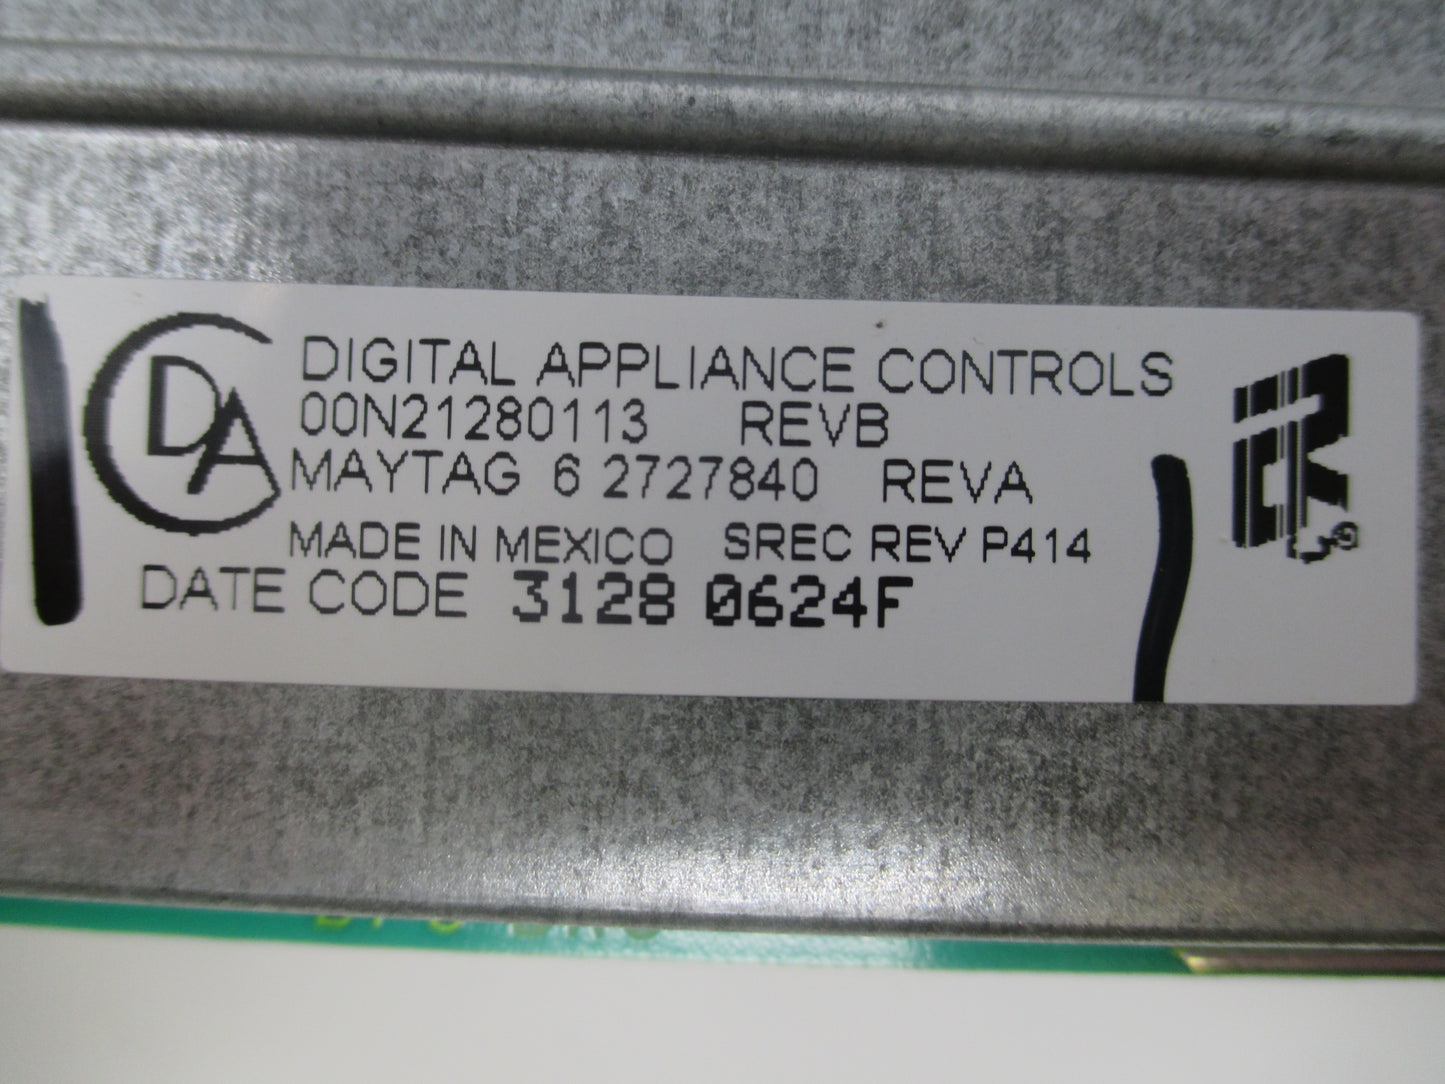 DIGITAL APPLIANCE CONTROLS
00N21280113 REVB
MAYTAG 6 2727840 REVA
MADE IN MEXICO SREC REV P414
DATE CODE 3128 0624F
DA